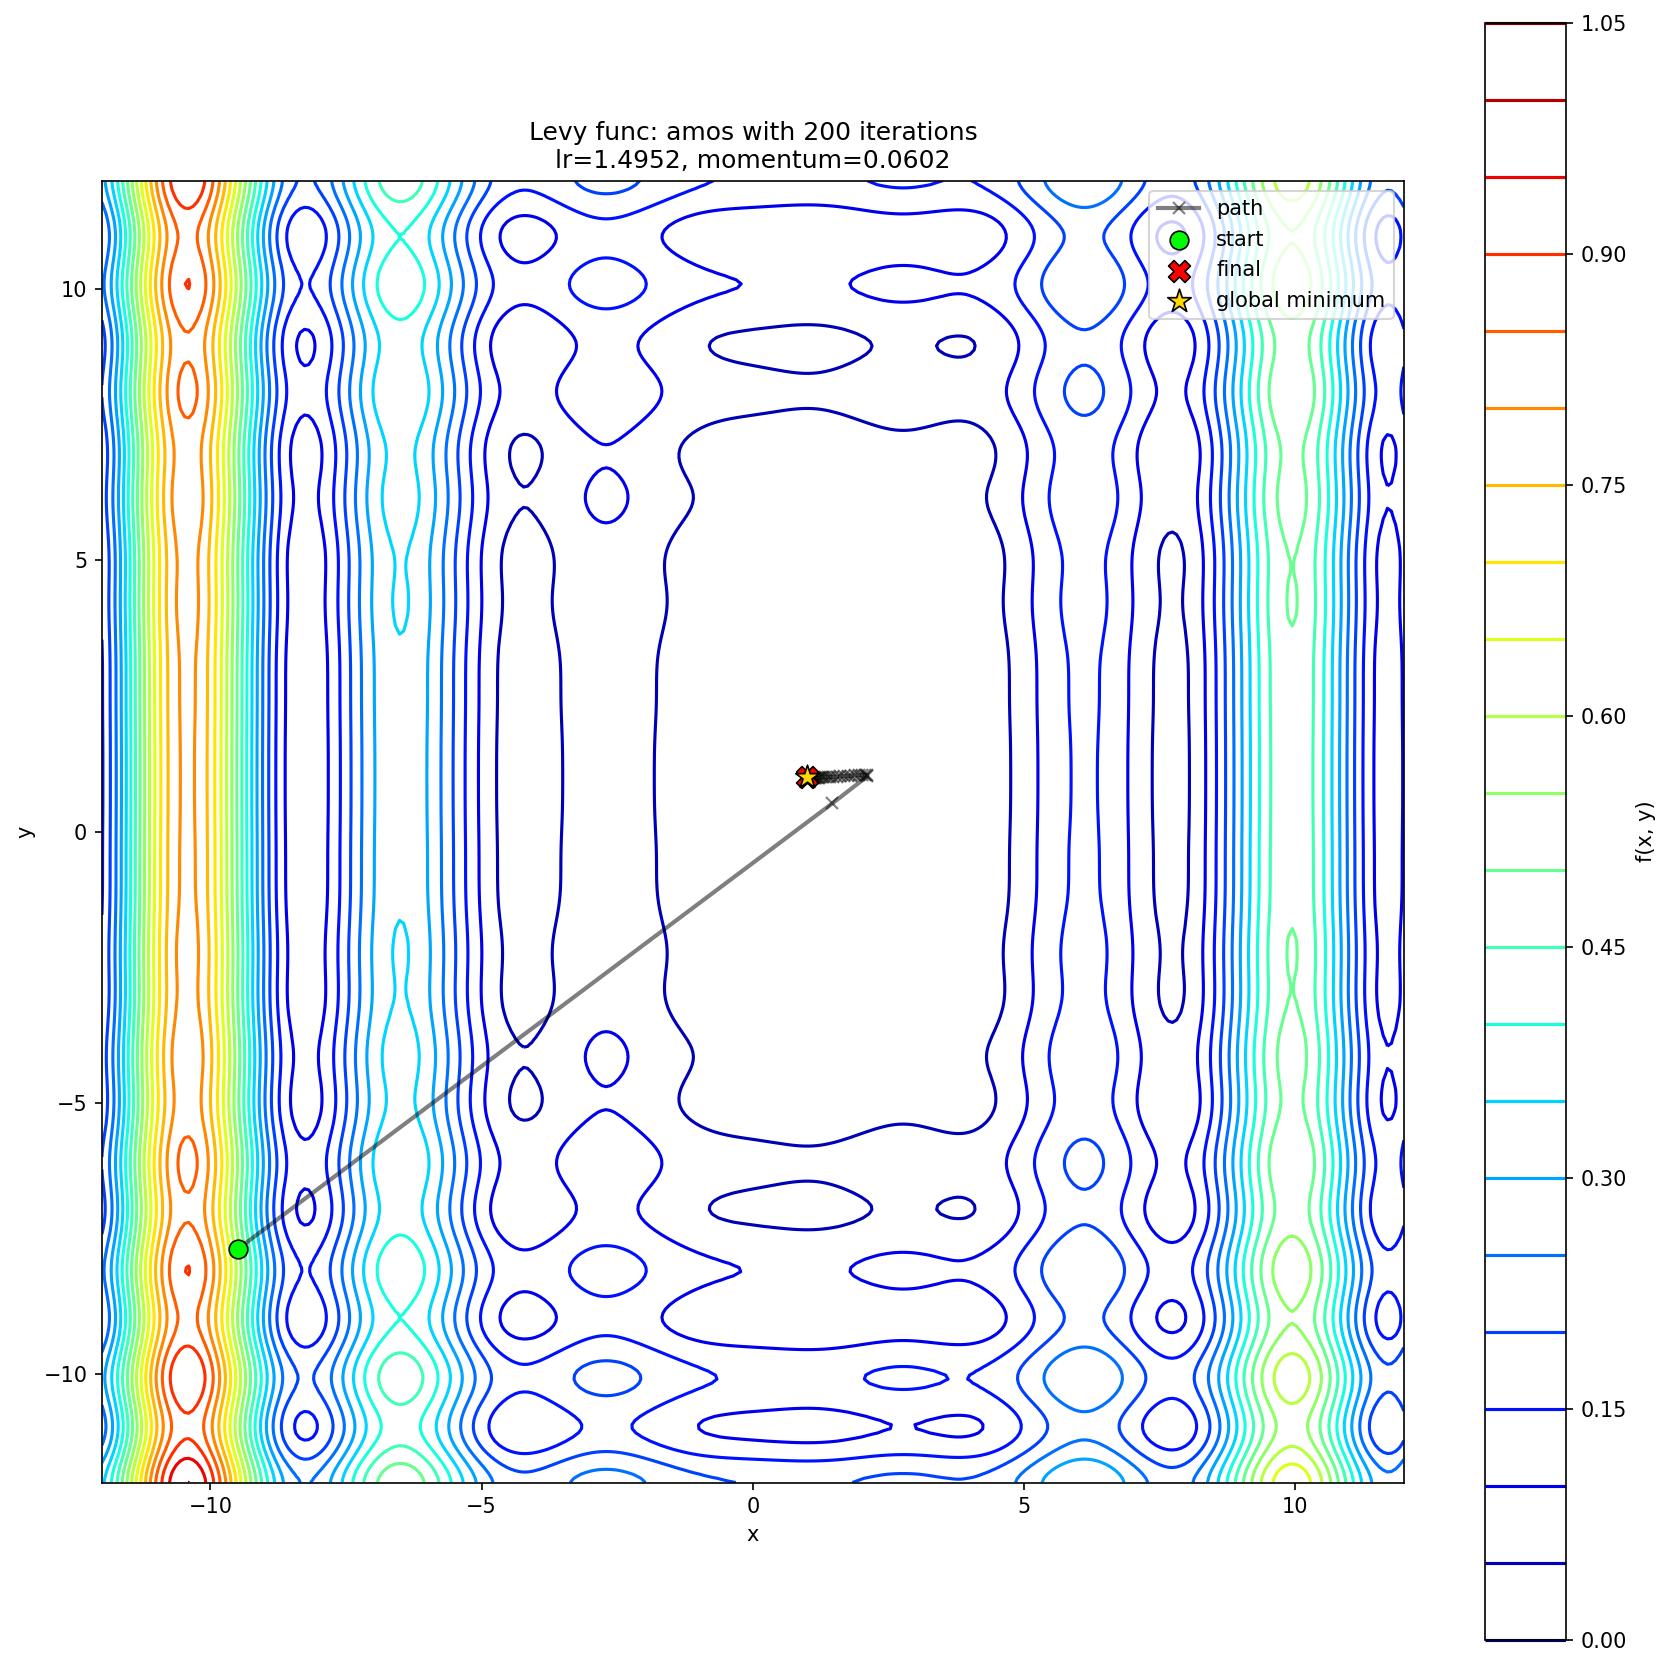 Levy func: amos with 200 iterations
lr=1.4952, momentum=0.0602
path
start
final
global minimum
10
5
0
−5
−10
y
−10
−5
0
5
10
x
1.05
0.90
0.75
0.60
0.45
0.30
0.15
0.00
f(x, y)